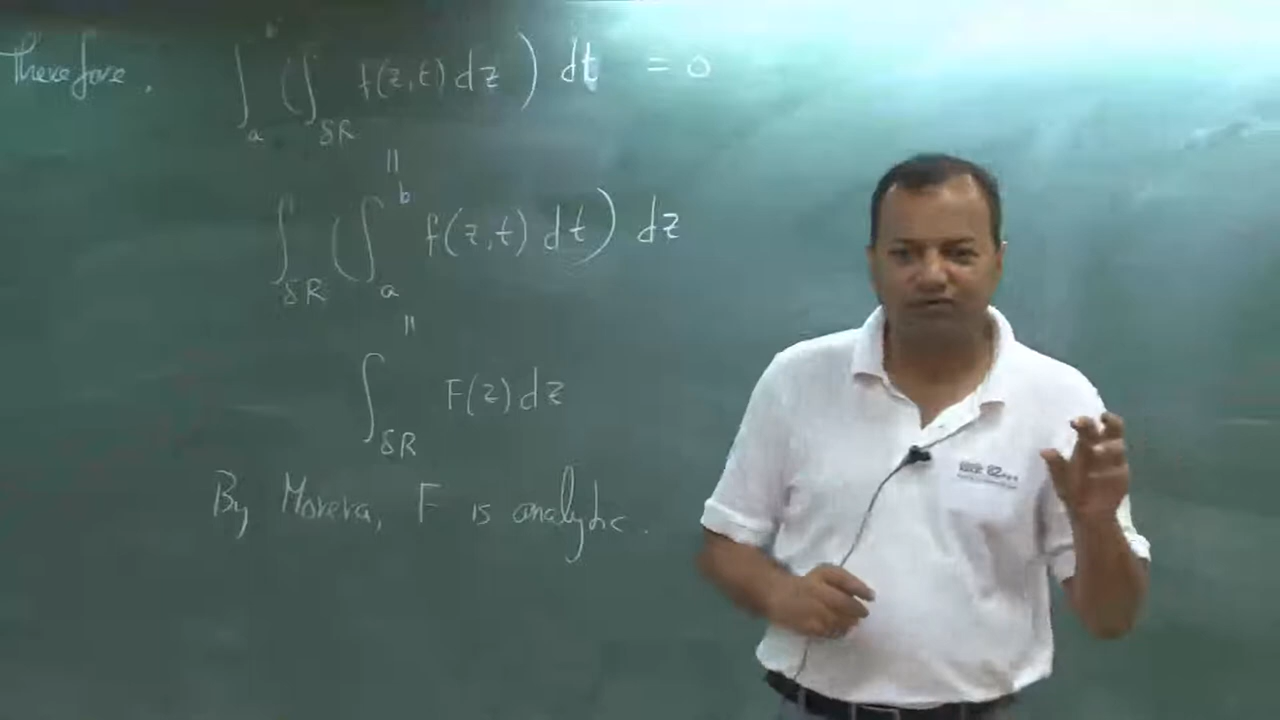 Therefore,  ∫_a^b ( ∫_{δR} f(z,t) dz ) dt = 0
||
∫_{δR} ( ∫_a^b f(z,t) dt ) dz
||
∫_{δR} F(z) dz
By Morera, F is analytic.